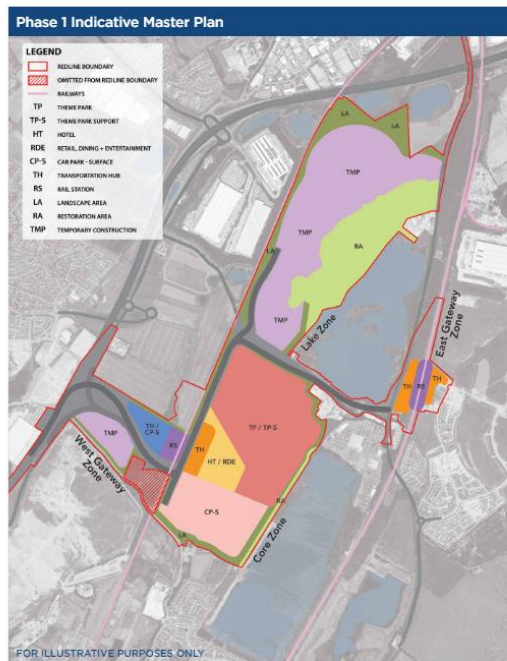 Phase 1 Indicative Master Plan
LEGEND
REDLINE BOUNDARY
OMITTED FROM REDLINE BOUNDARY
RAILWAYS
TP THEME PARK
TP-S THEME PARK SUPPORT
HT HOTEL
RDE RETAIL, DINING + ENTERTAINMENT
CP-S CAR PARK - SURFACE
TH TRANSPORTATION HUB
RS RAIL STATION
LA LANDSCAPE AREA
RA RESTORATION AREA
TMP TEMPORARY CONSTRUCTION
LA
LA
TMP
LA
TMP
RA
TMP
Lake Zone
East Gateway
Zone
TH
RS
TH
TP / TP-S
TMP
TH /
CP-S
RS
TH
HT / RDE
West Gateway
Zone
CP-S
RA
LA
Core Zone
FOR ILLUSTRATIVE PURPOSES ONLY